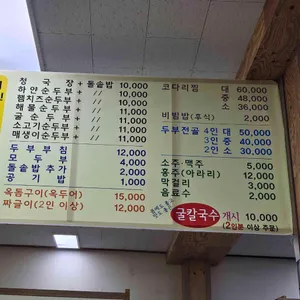 청국장 + 돌솥밥 10,000
하얀순두부 + 〃 10,000
햄치즈순두부 + 〃 11,000
해물순두부 + 〃 11,000
굴순두부 + 〃 11,000
소고기순두부 + 〃 11,000
매생이순두부 + 〃 11,000
두부부침 12,000
모두부 4,000
돌솥밥추가 2,000
공기밥 1,000
옥돔구이(옥두어) 15,000
짜글이(2인 이상) 12,000
코다리찜 대 60,000
중 48,000
소 36,000
비빔밥(후식) 2,000
두부전골 4인 대 50,000
3인 중 40,000
2인 소 30,000
소주·맥주 5,000
홍주(아라리) 12,000
막걸리 3,000
음료수 2,000
굴칼국수 개시 10,000
(2인분 이상 주문)